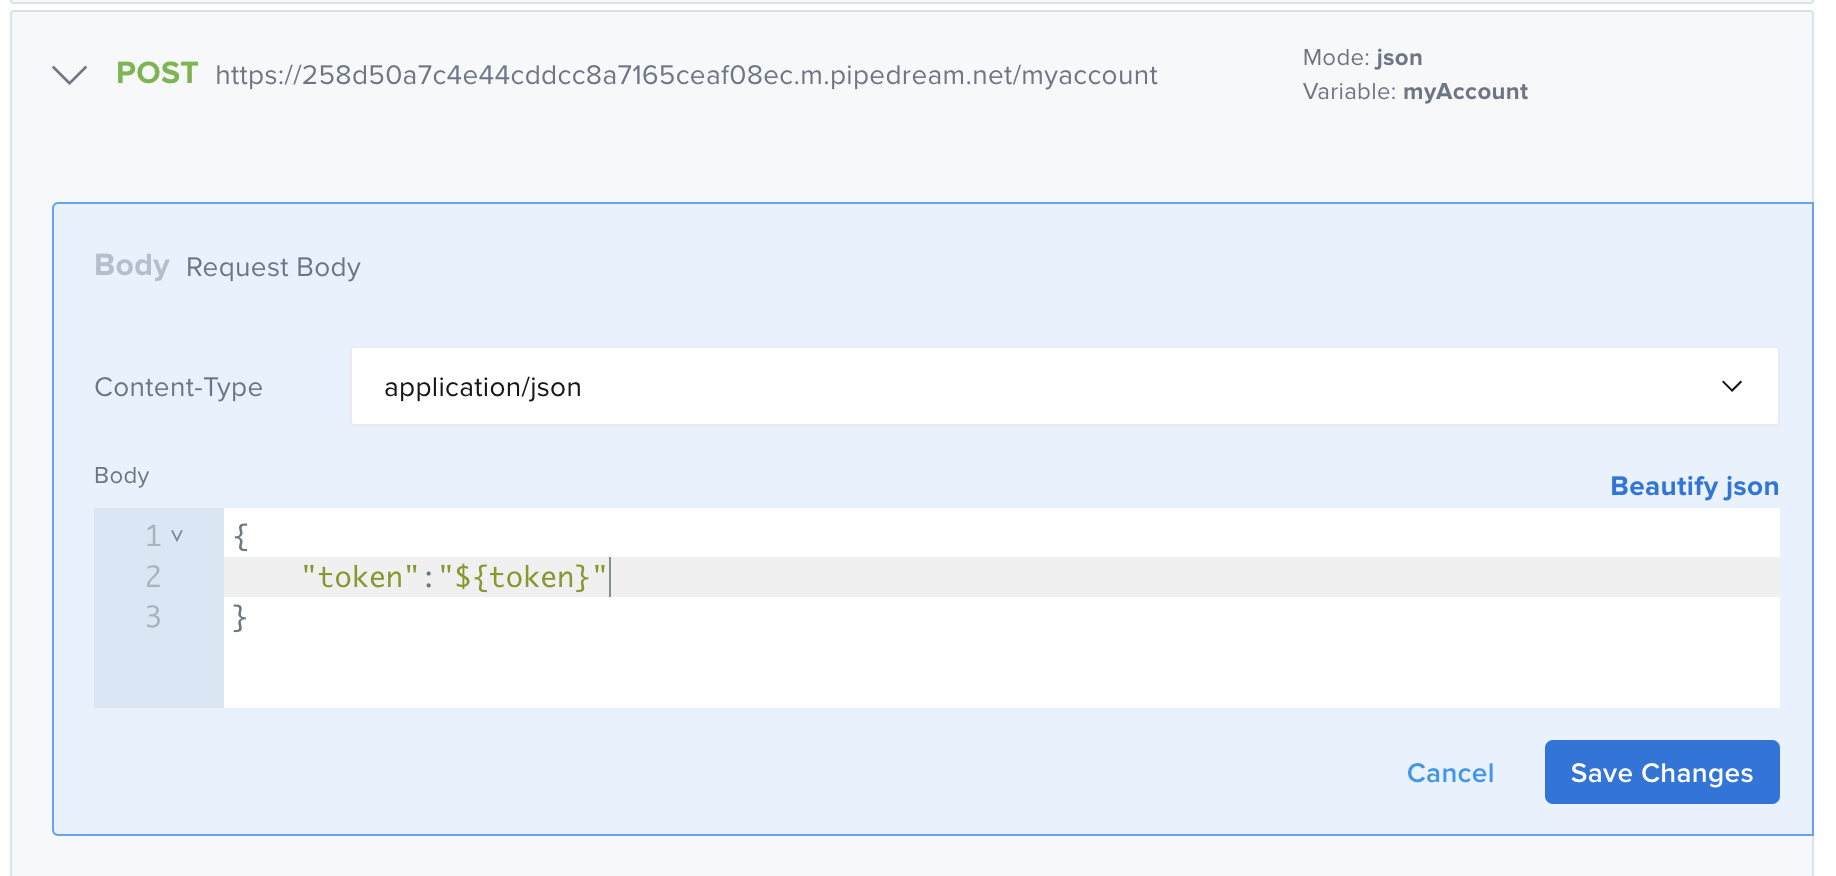 POST https://258d50a7c4e44cddcc8a7165ceaf08ec.m.pipedream.net/myaccount
Mode: json
Variable: myAccount
Body Request Body
Content-Type application/json
Body
Beautify json
1 {
2 "token":"${token}"
3 }
Cancel Save Changes